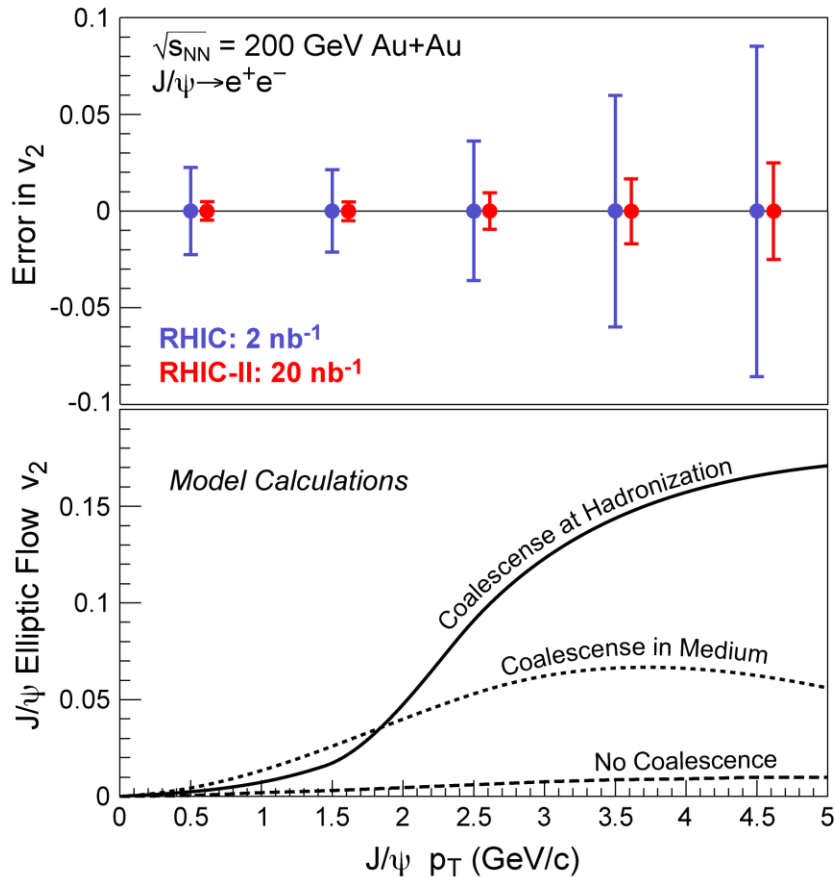 0.1
√sNN = 200 GeV Au+Au
J/ψ→e⁺e⁻
0.05
0
-0.05
-0.1
Error in v₂
RHIC: 2 nb⁻¹
RHIC-II: 20 nb⁻¹
Model Calculations
Coalescense at Hadronization
Coalescense in Medium
No Coalescence
0.15
0.1
0.05
0
J/ψ Elliptic Flow v₂
0 0.5 1 1.5 2 2.5 3 3.5 4 4.5 5
J/ψ pT (GeV/c)